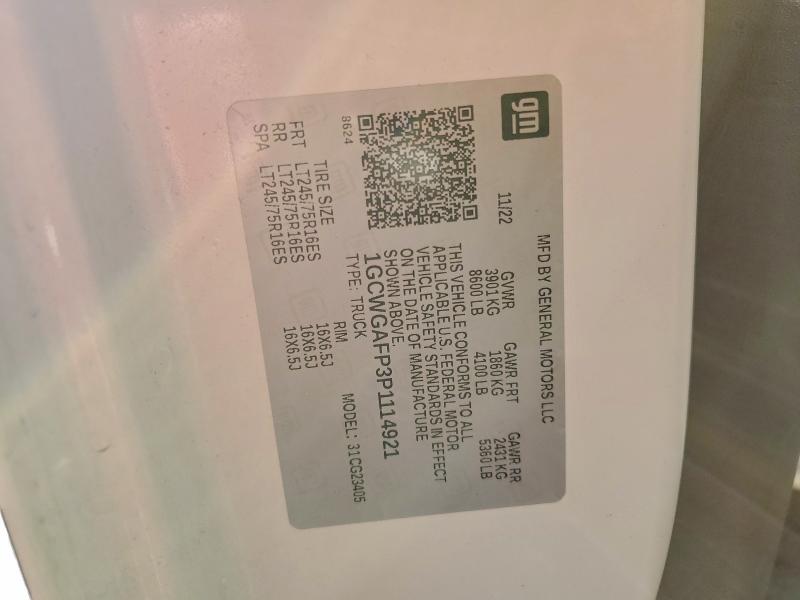 gm
MFD BY GENERAL MOTORS LLC
11/22 GVWR GAWR FRT GAWR RR
3901 KG 1860 KG 2431 KG
8600 LB 4100 LB 5360 LB
THIS VEHICLE CONFORMS TO ALL
APPLICABLE U.S. FEDERAL MOTOR
VEHICLE SAFETY STANDARDS IN EFFECT
ON THE DATE OF MANUFACTURE
SHOWN ABOVE.
1GCWGAFP3P1114921
8624 TYPE: TRUCK MODEL: 31CG23405
TIRE SIZE RIM
FRT LT245/75R16ES 16X6.5J
RR LT245/75R16ES 16X6.5J
SPA LT245/75R16ES 16X6.5J